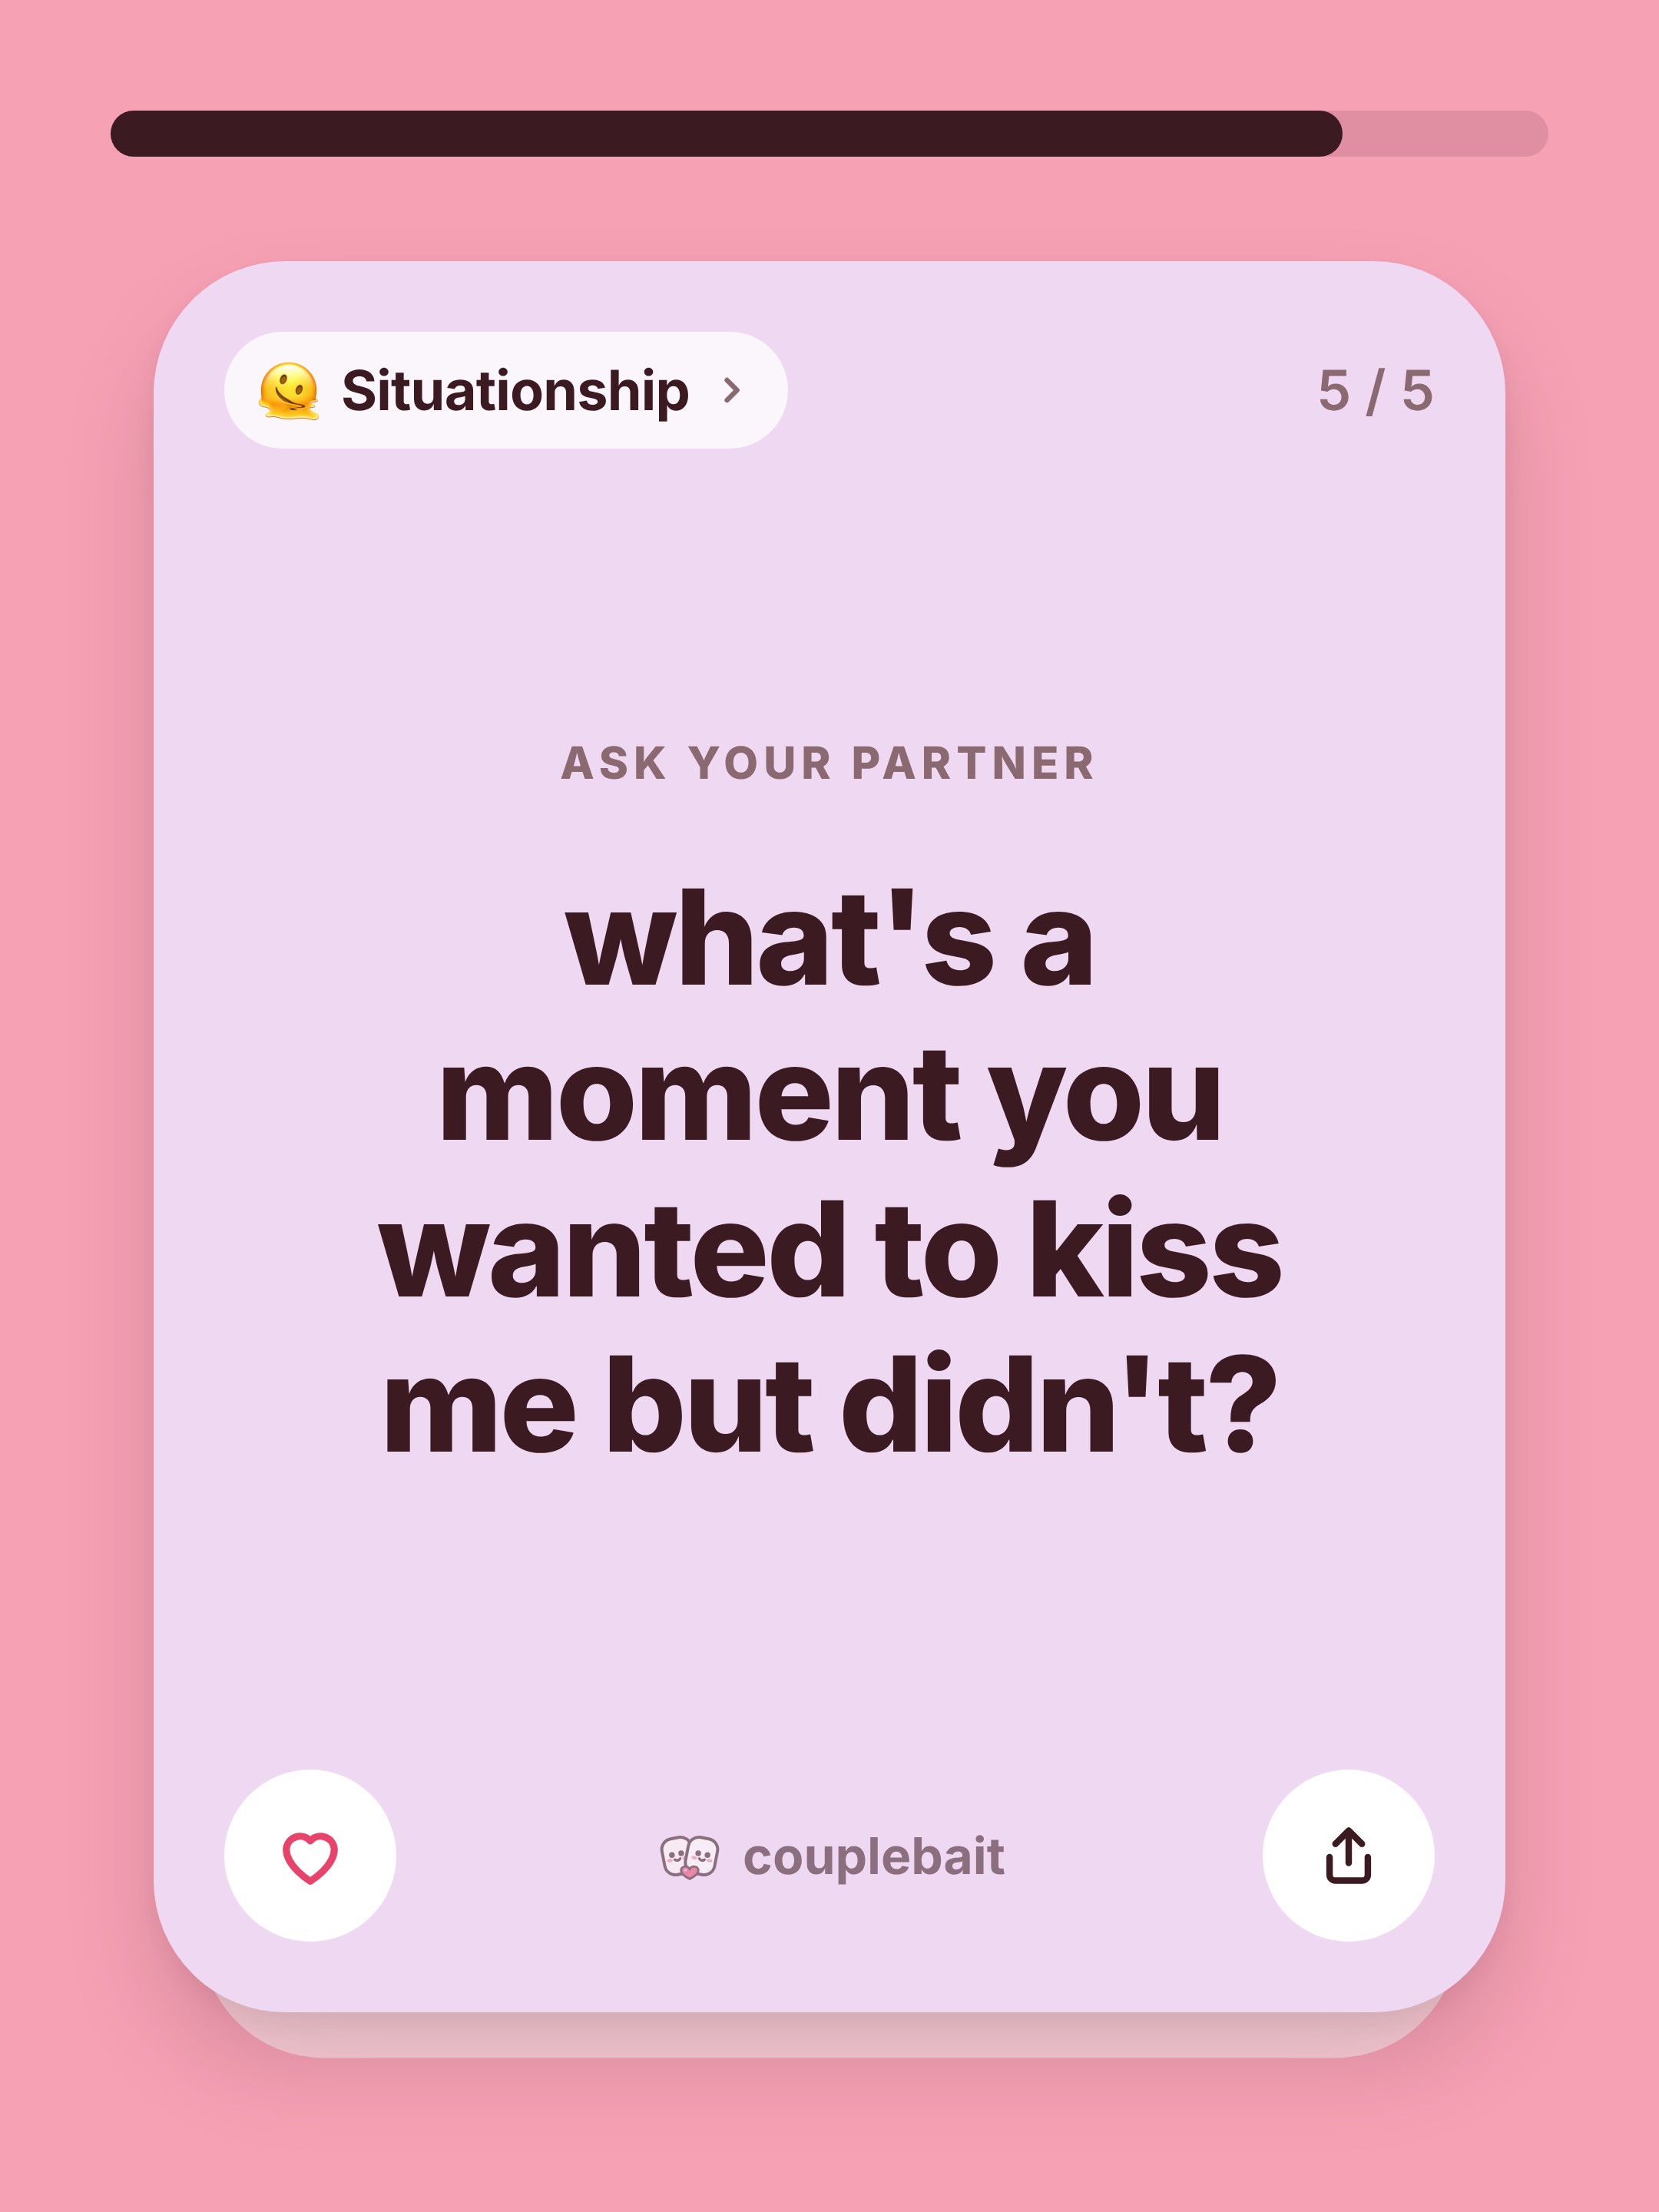 Situationship
5 / 5
ASK YOUR PARTNER
what's a
moment you
wanted to kiss
me but didn't?
couplebait